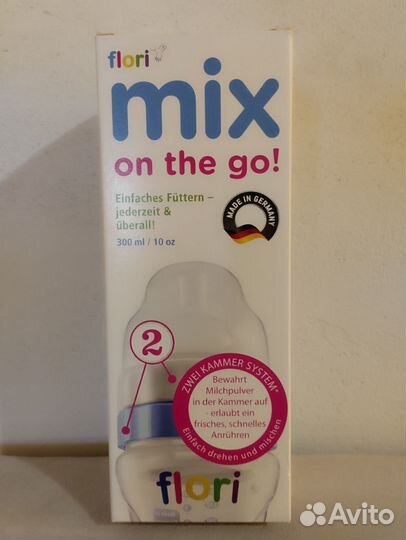 flori
mix
on the go!
Einfaches Füttern –
jederzeit &
überall!
300 ml / 10 oz
MADE IN GERMANY
2
ZWEI KAMMER SYSTEM*
Bewahrt
Milchpulver
in der Kammer auf
- erlaubt ein
frisches, schnelles
Anrühren
Einfach drehen und mischen
flori
Avito